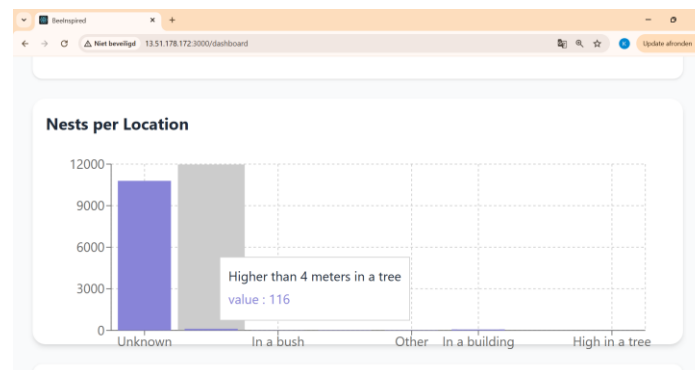 BeeInspired
Niet beveiligd 13.51.178.172:3000/dashboard
K
Update afronden
Nests per Location
12000
9000
6000
3000
0
Higher than 4 meters in a tree
value : 116
Unknown In a bush Other In a building High in a tree